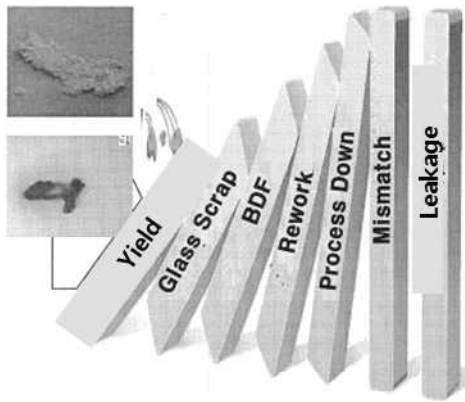 Yield
Glass Scrap
BDF
Rework
Process Down
Mismatch
Leakage